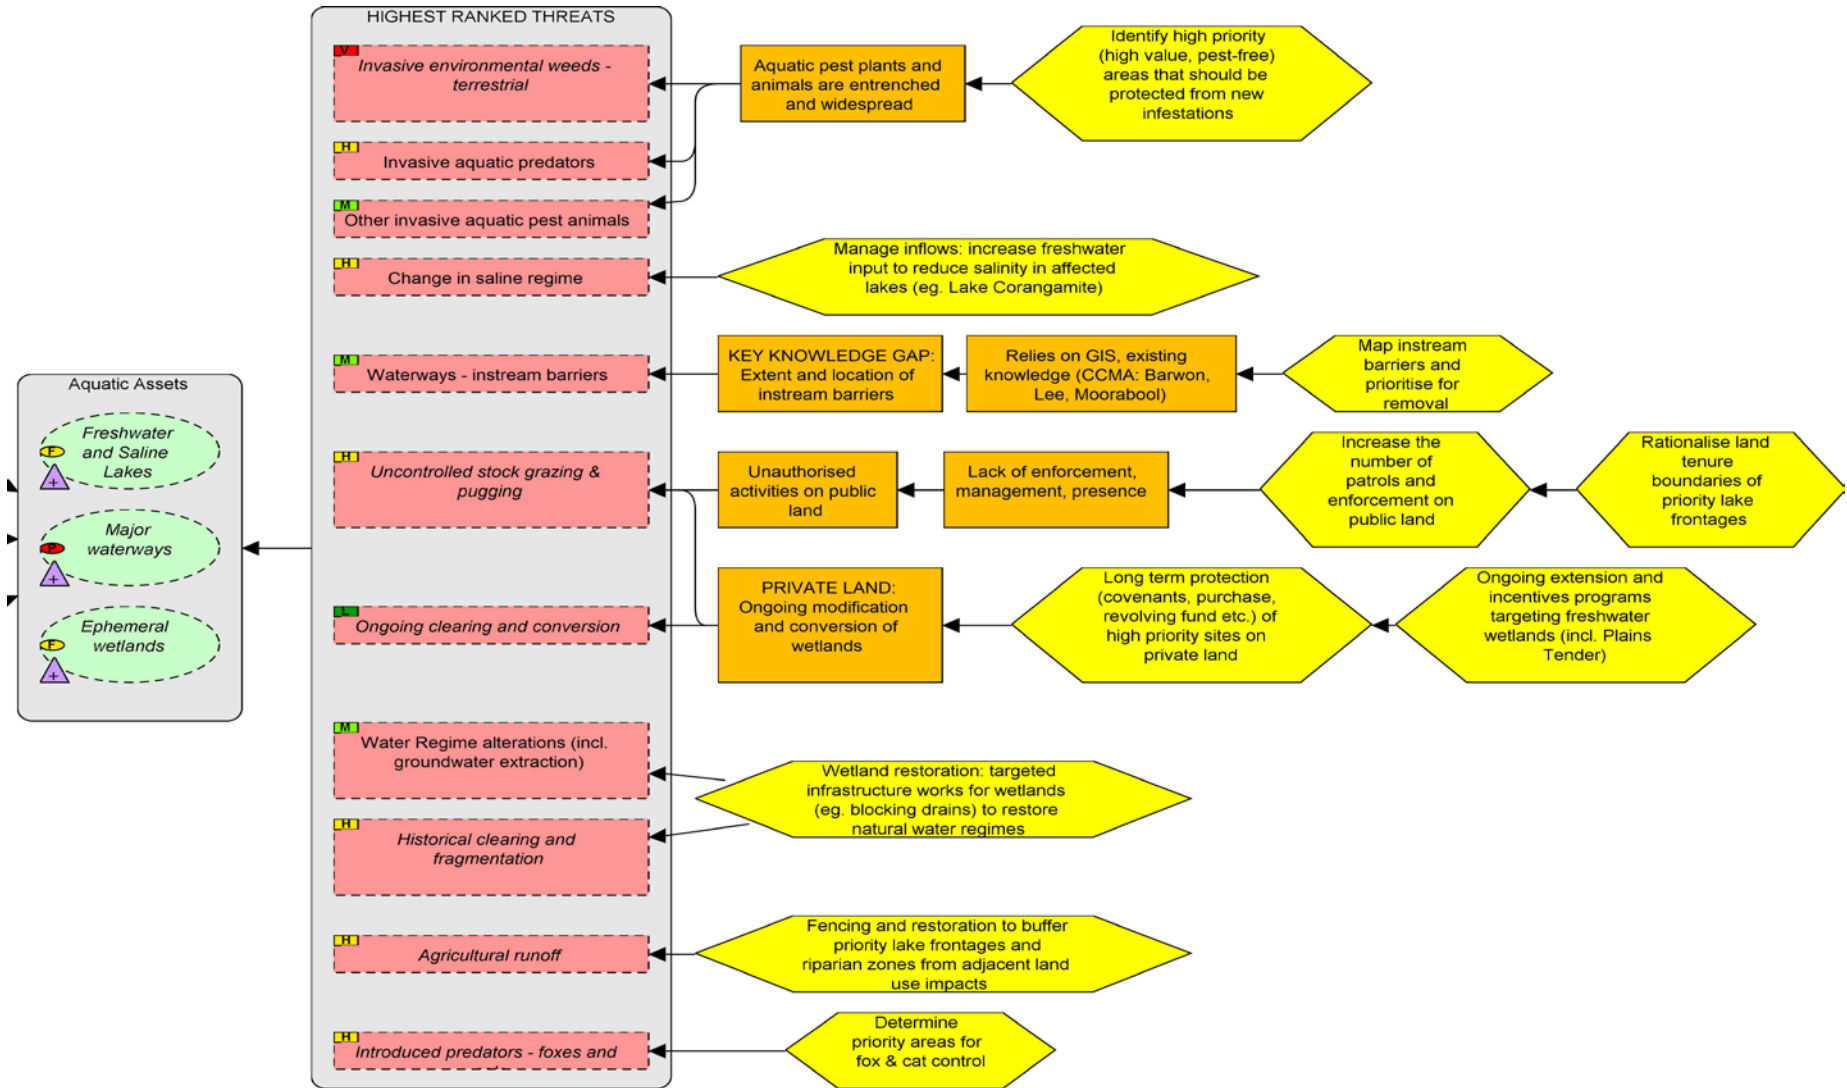 Aquatic Assets
F
Freshwater
and Saline
Lakes
+
P
Major
waterways
+
F
Ephemeral
wetlands
+
HIGHEST RANKED THREATS
V
Invasive environmental weeds -
terrestrial
H
Invasive aquatic predators
M
Other invasive aquatic pest animals
H
Change in saline regime
M
Waterways - instream barriers
H
Uncontrolled stock grazing &
pugging
L
Ongoing clearing and conversion
M
Water Regime alterations (incl.
groundwater extraction)
H
Historical clearing and
fragmentation
H
Agricultural runoff
H
Introduced predators - foxes and
Aquatic pest plants and
animals are entrenched
and widespread
Identify high priority
(high value, pest-free)
areas that should be
protected from new
infestations
Manage inflows: increase freshwater
input to reduce salinity in affected
lakes (eg. Lake Corangamite)
KEY KNOWLEDGE GAP:
Extent and location of
instream barriers
Relies on GIS, existing
knowledge (CCMA: Barwon,
Lee, Moorabool)
Map instream
barriers and
prioritise for
removal
Unauthorised
activities on public
land
Lack of enforcement,
management, presence
Increase the
number of
patrols and
enforcement on
public land
Rationalise land
tenure
boundaries of
priority lake
frontages
PRIVATE LAND:
Ongoing modification
and conversion of
wetlands
Long term protection
(covenants, purchase,
revolving fund etc.) of
high priority sites on
private land
Ongoing extension and
incentives programs
targeting freshwater
wetlands (incl. Plains
Tender)
Wetland restoration: targeted
infrastructure works for wetlands
(eg. blocking drains) to restore
natural water regimes
Fencing and restoration to buffer
priority lake frontages and
riparian zones from adjacent land
use impacts
Determine
priority areas for
fox & cat control